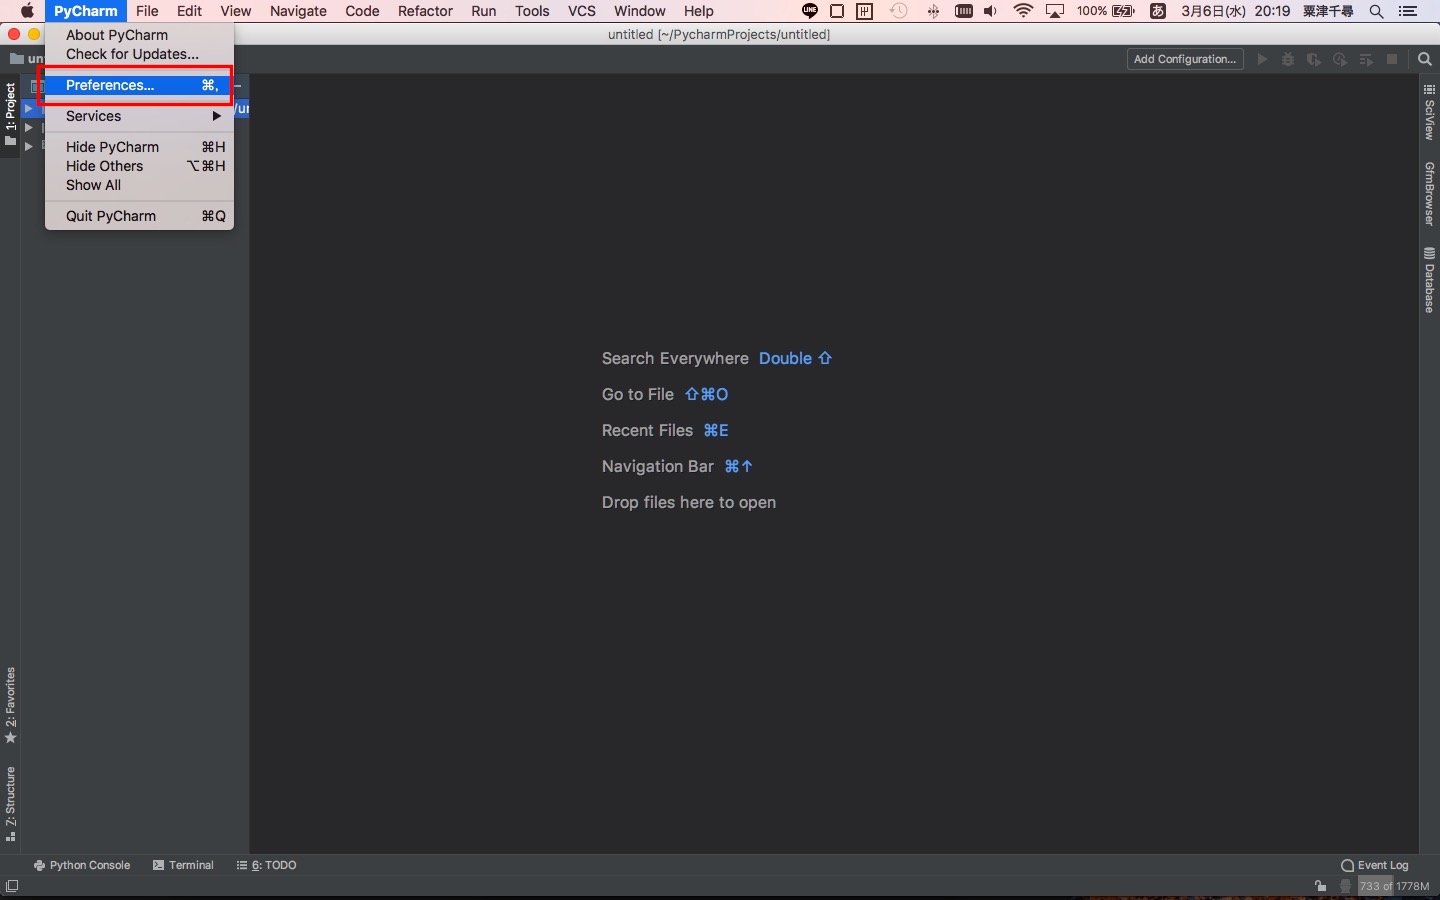 PyCharm File Edit View Navigate Code Refactor Run Tools VCS Window Help LINE 100% あ 3月6日(水) 20:19 粟津千尋
untitled [~/PycharmProjects/untitled]
About PyCharm
Check for Updates...
Preferences... ⌘,
Services
Hide PyCharm ⌘H
Hide Others ⌥⌘H
Show All
Quit PyCharm ⌘Q
Add Configuration...
1: Project
2: Favorites
7: Structure
Search Everywhere Double ⇧
Go to File ⇧⌘O
Recent Files ⌘E
Navigation Bar ⌘↑
Drop files here to open
SciView
GfmBrowser
Database
Python Console Terminal 6: TODO Event Log
733 of 1778M